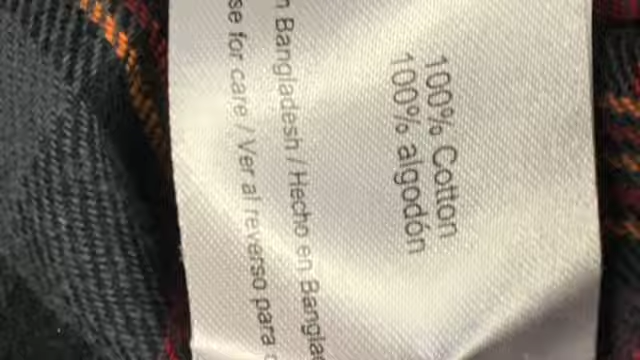 100% Cotton
100% algodón
Bangladesh / Hecho en
for care / Ver al reverso para